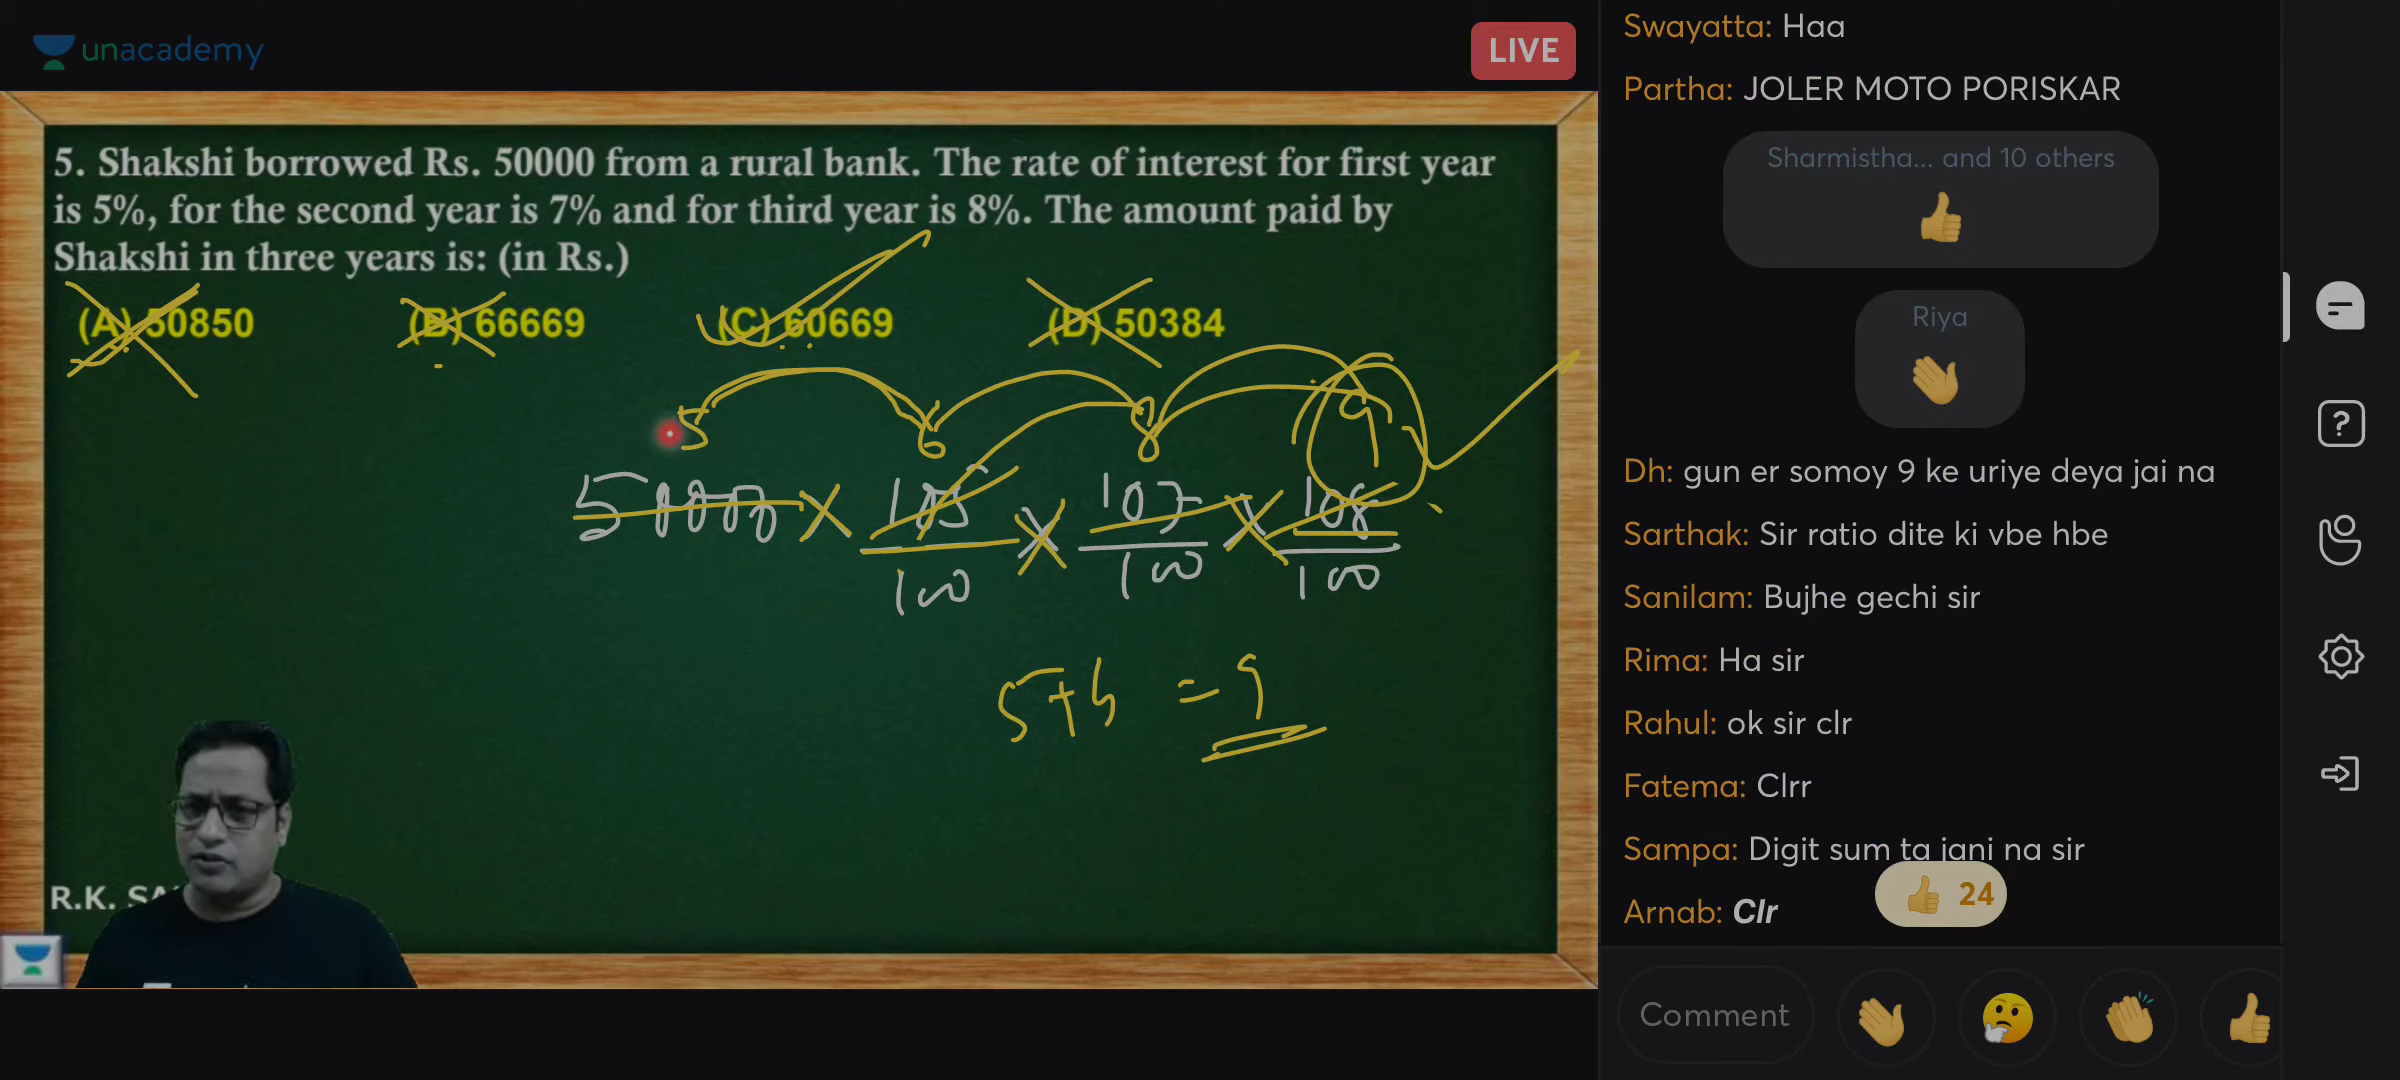 unacademy
LIVE
5. Shakshi borrowed Rs. 50000 from a rural bank. The rate of interest for first year
is 5%, for the second year is 7% and for third year is 8%. The amount paid by
Shakshi in three years is: (in Rs.)
(A) 50850 (B) 66669 (C) 60669 (D) 50384
5 6 8 9
50000 × 105 × 107 × 108
100 100 100
5+4 = 9
R.K.
Swayatta: Haa
Partha: JOLER MOTO PORISKAR
Sharmistha... and 10 others
Riya
Dh: gun er somoy 9 ke uriye deya jai na
Sarthak: Sir ratio dite ki vbe hbe
Sanilam: Bujhe gechi sir
Rima: Ha sir
Rahul: ok sir clr
Fatema: Clrr
Sampa: Digit sum ta jani na sir
24
Arnab: Clr
Comment